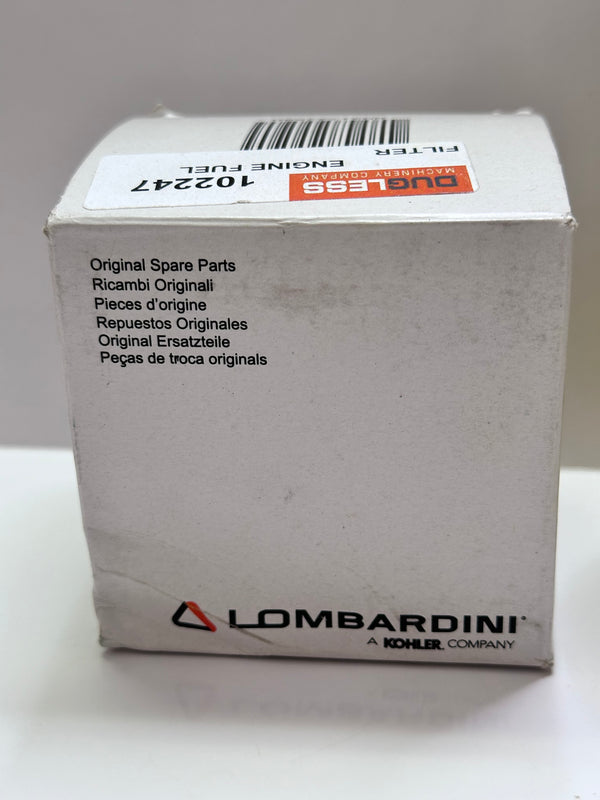 DUGLESS
MACHINERY COMPANY
102247
ENGINE FUEL
FILTER
Original Spare Parts
Ricambi Originali
Pieces d'origine
Repuestos Originales
Original Ersatzteile
Peças de troca originals
LOMBARDINI
A KOHLER. COMPANY